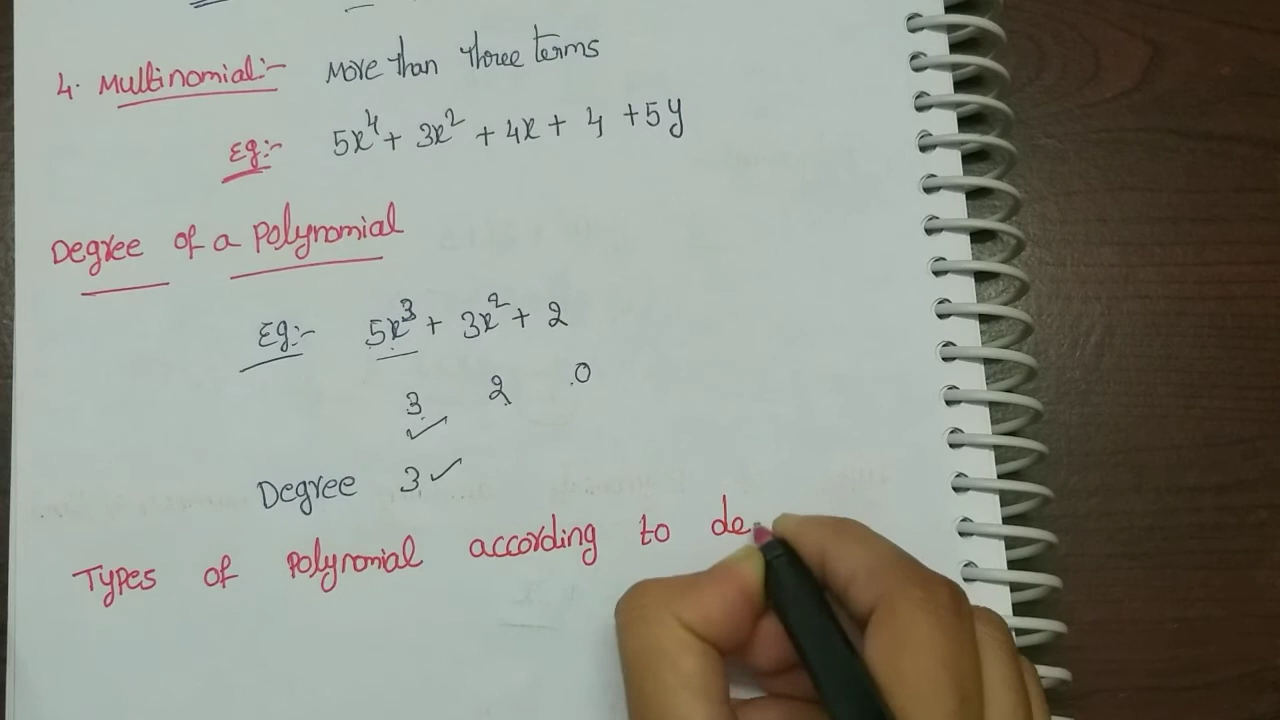 4. Multinomial:- More than three terms
Eg:- 5x⁴ + 3x² + 4x + 4 + 5y
Degree of a Polynomial
Eg:- 5x³ + 3x² + 2
3 2 0
Degree 3 ✓
Types of Polynomial according to de